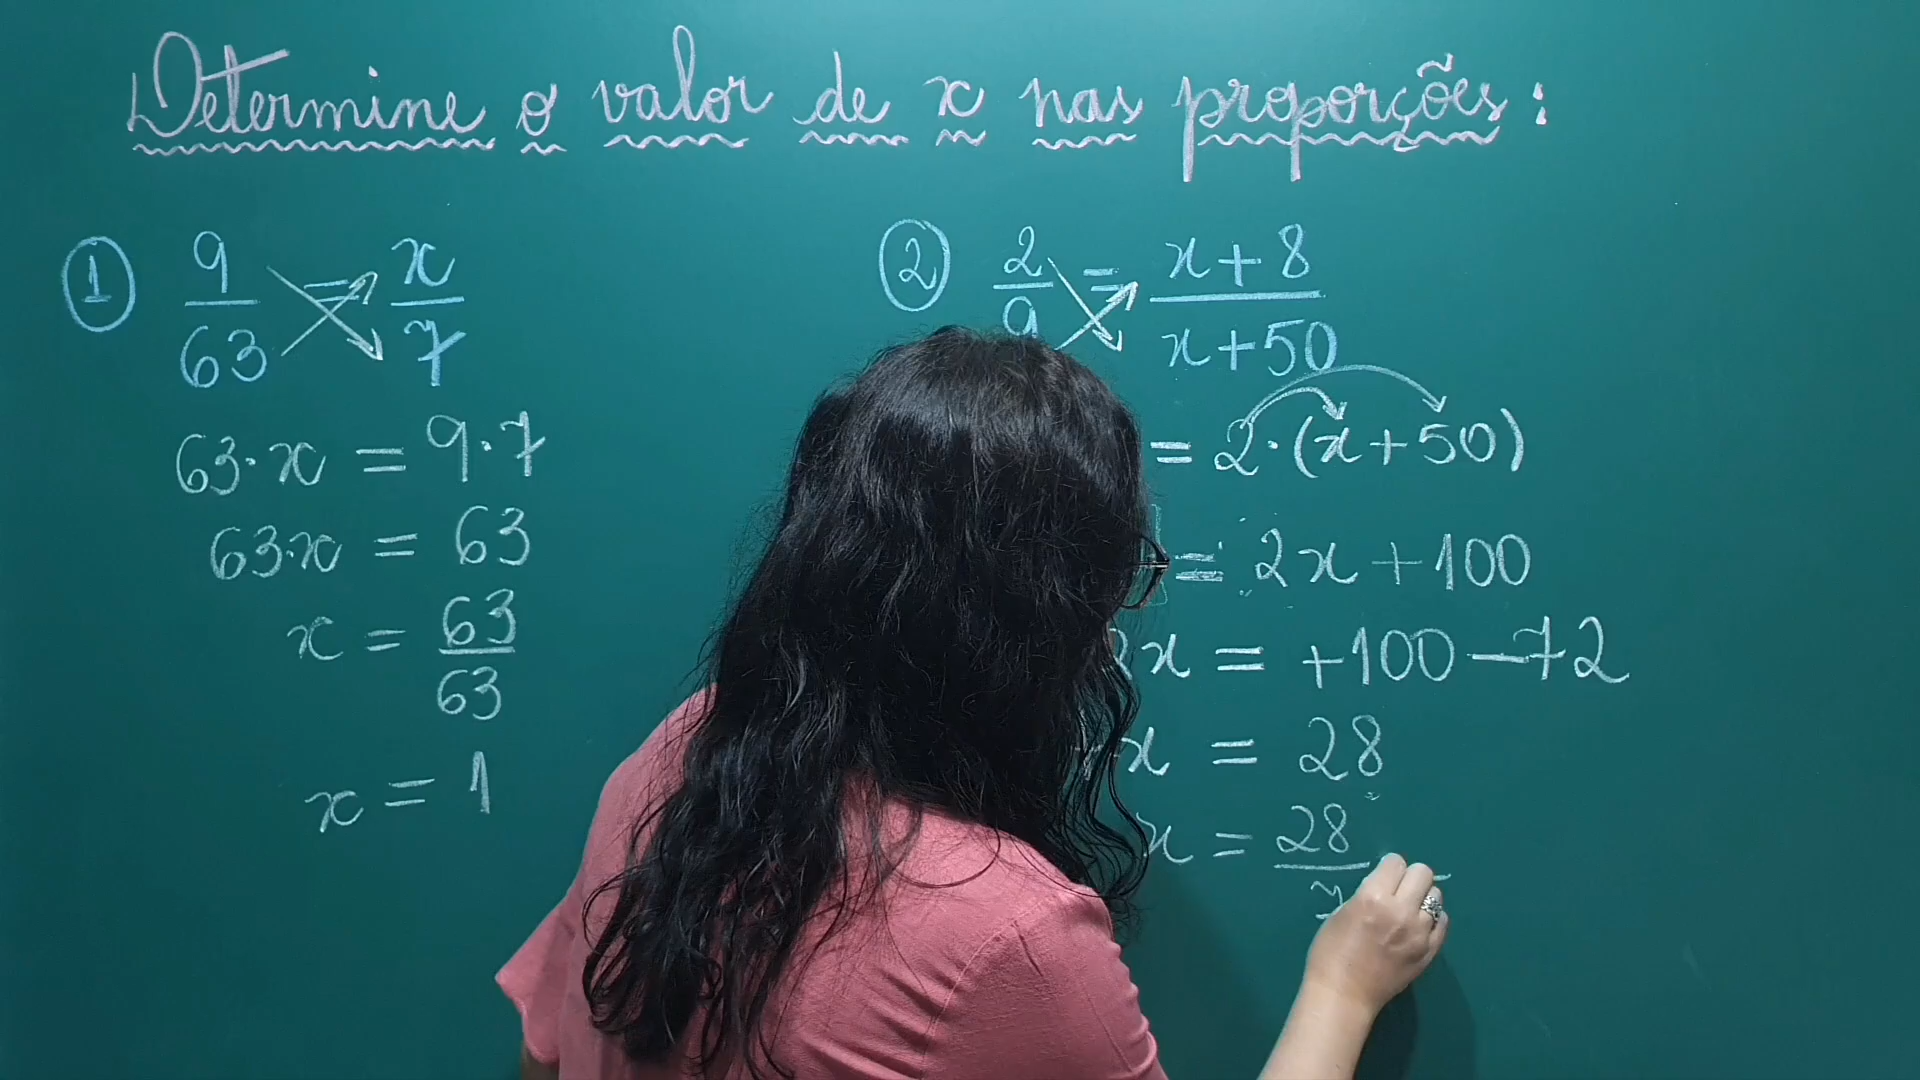 Determine o valor de x nas proporções:
① 9/63 = x/7
63·x = 9·7
63·x = 63
x = 63/63
x = 1
② 2/9 = x+8/x+50
= 2·(x+50)
= 2x+100
x = +100-72
x = 28
x = 28/7 =